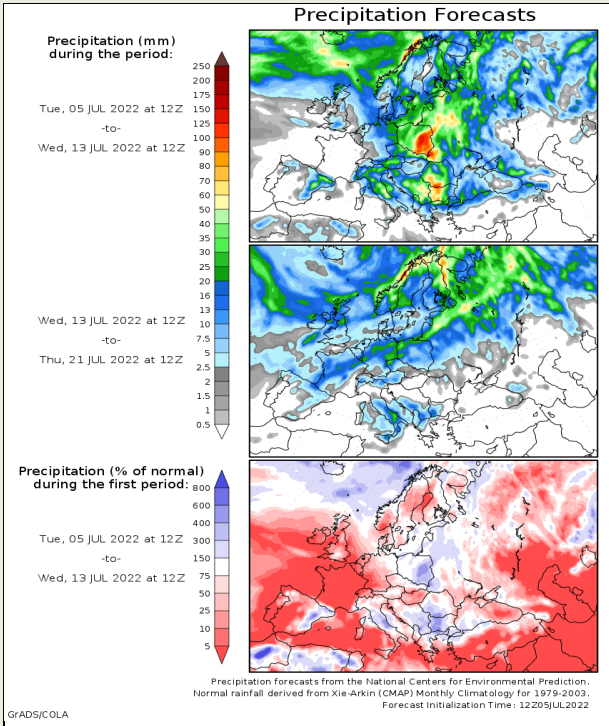 Precipitation Forecasts
Precipitation (mm)
during the period:
Tue, 05 JUL 2022 at 12Z
-to-
Wed, 13 JUL 2022 at 12Z
250
200
175
150
125
100
90
80
70
60
50
40
35
30
25
20
16
13
10
7.5
5
2.5
2
1.5
1
0.5
Wed, 13 JUL 2022 at 12Z
-to-
Thu, 21 JUL 2022 at 12Z
Precipitation (% of normal)
during the first period:
Tue, 05 JUL 2022 at 12Z
-to-
Wed, 13 JUL 2022 at 12Z
800
600
400
300
150
75
50
25
10
5
Precipitation forecasts from the National Centers for Environmental Prediction.
Normal rainfall derived from Xie-Arkin (CMAP) Monthly Climatology for 1979-2003.
Forecast Initialization Time: 12Z05JUL2022
GrADS/COLA